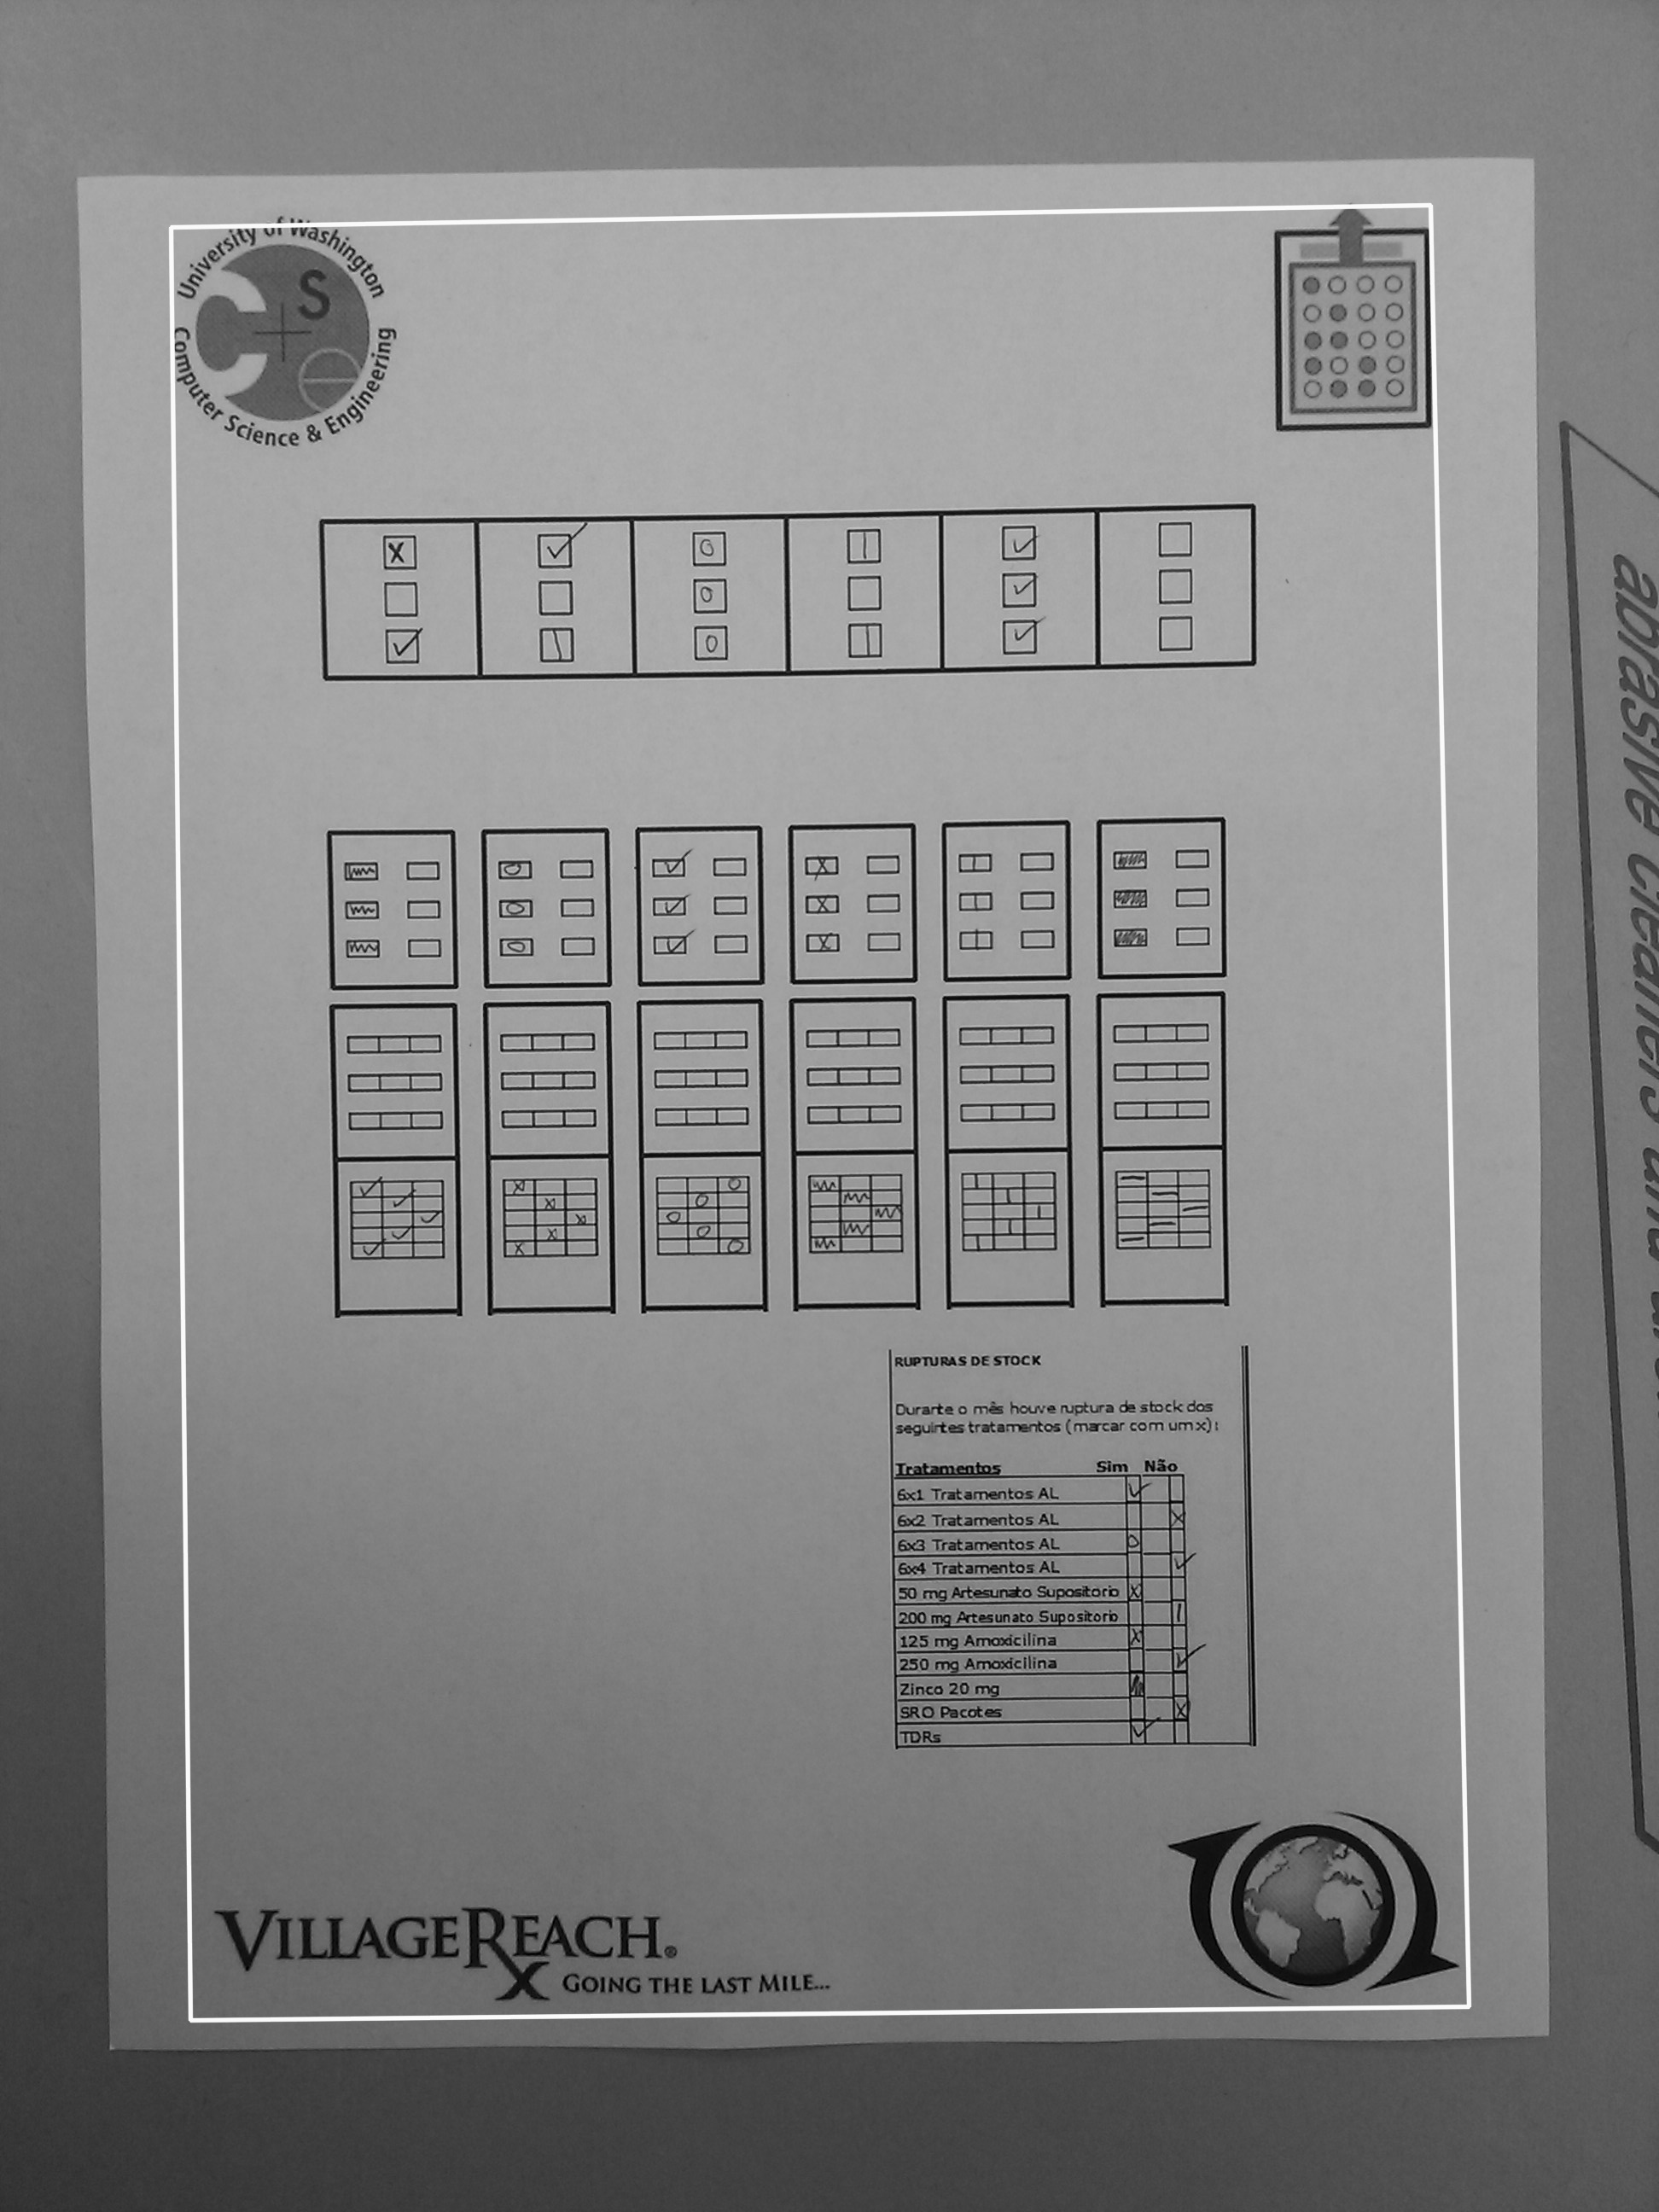 University of Washington
Computer Science & Engineering
C + S e
RUPTURAS DE STOCK
Durante o mês houve ruptura de stock dos
seguintes tratamentos (marcar com um x):
Tratamentos Sim Não
6x1 Tratamentos AL
6x2 Tratamentos AL
6x3 Tratamentos AL
6x4 Tratamentos AL
50 mg Artesunato Supositorio
200 mg Artesunato Supositorio
125 mg Amoxicilina
250 mg Amoxicilina
Zinco 20 mg
SRO Pacotes
TDRs
VILLAGEREACH®
GOING THE LAST MILE...
abrasive cleaners and